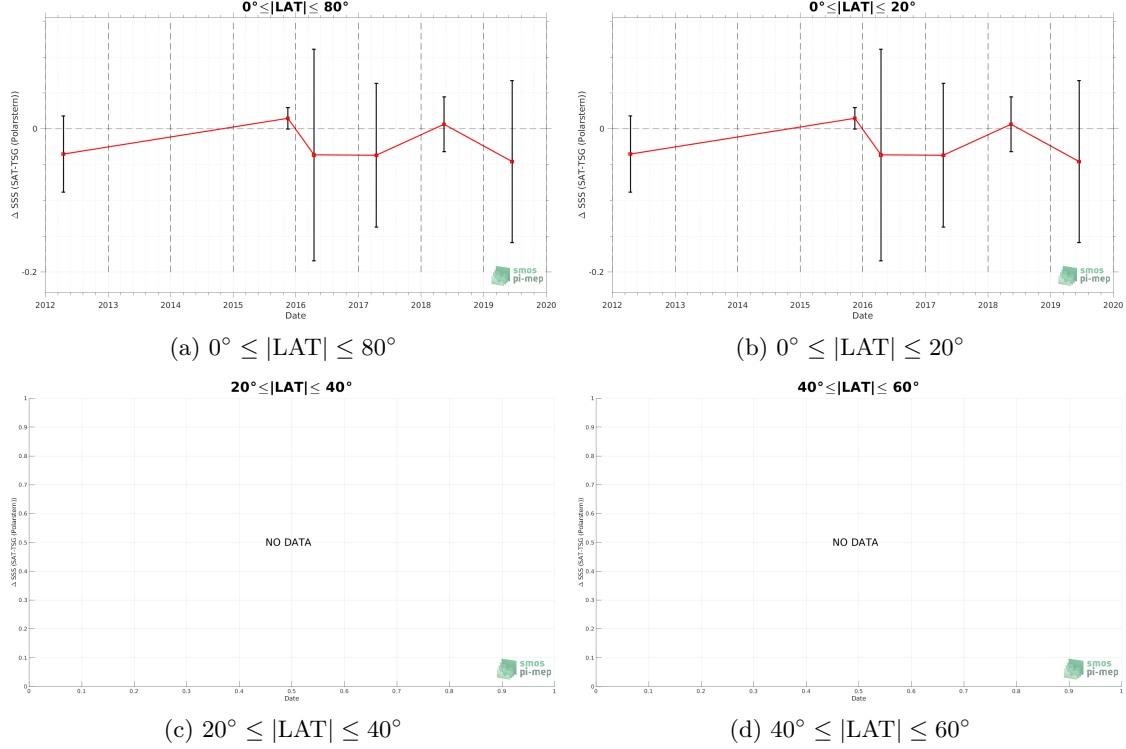 0°≤|LAT|≤ 80°
Δ SSS (SAT-TSG (Polarstern))
0
-0.2
2012 2013 2014 2015 2016 2017 2018 2019 2020
Date
smos
pi-mep
(a) 0° ≤ |LAT| ≤ 80°
0°≤|LAT|≤ 20°
Δ SSS (SAT-TSG (Polarstern))
0
-0.2
2012 2013 2014 2015 2016 2017 2018 2019 2020
Date
smos
pi-mep
(b) 0° ≤ |LAT| ≤ 20°
20°≤|LAT|≤ 40°
Δ SSS (SAT-TSG (Polarstern))
1
0.9
0.8
0.7
0.6
0.5
0.4
0.3
0.2
0.1
0
NO DATA
0 0.1 0.2 0.3 0.4 0.5 0.6 0.7 0.8 0.9 1
Date
smos
pi-mep
(c) 20° ≤ |LAT| ≤ 40°
40°≤|LAT|≤ 60°
Δ SSS (SAT-TSG (Polarstern))
1
0.9
0.8
0.7
0.6
0.5
0.4
0.3
0.2
0.1
0
NO DATA
0 0.1 0.2 0.3 0.4 0.5 0.6 0.7 0.8 0.9 1
Date
smos
pi-mep
(d) 40° ≤ |LAT| ≤ 60°